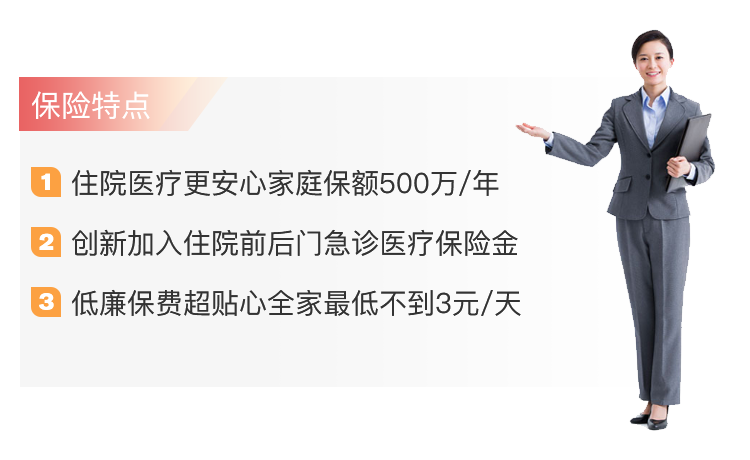 保险特点
1 住院医疗更安心家庭保额500万/年
2 创新加入住院前后门急诊医疗保险金
3 低廉保费超贴心全家最低不到3元/天